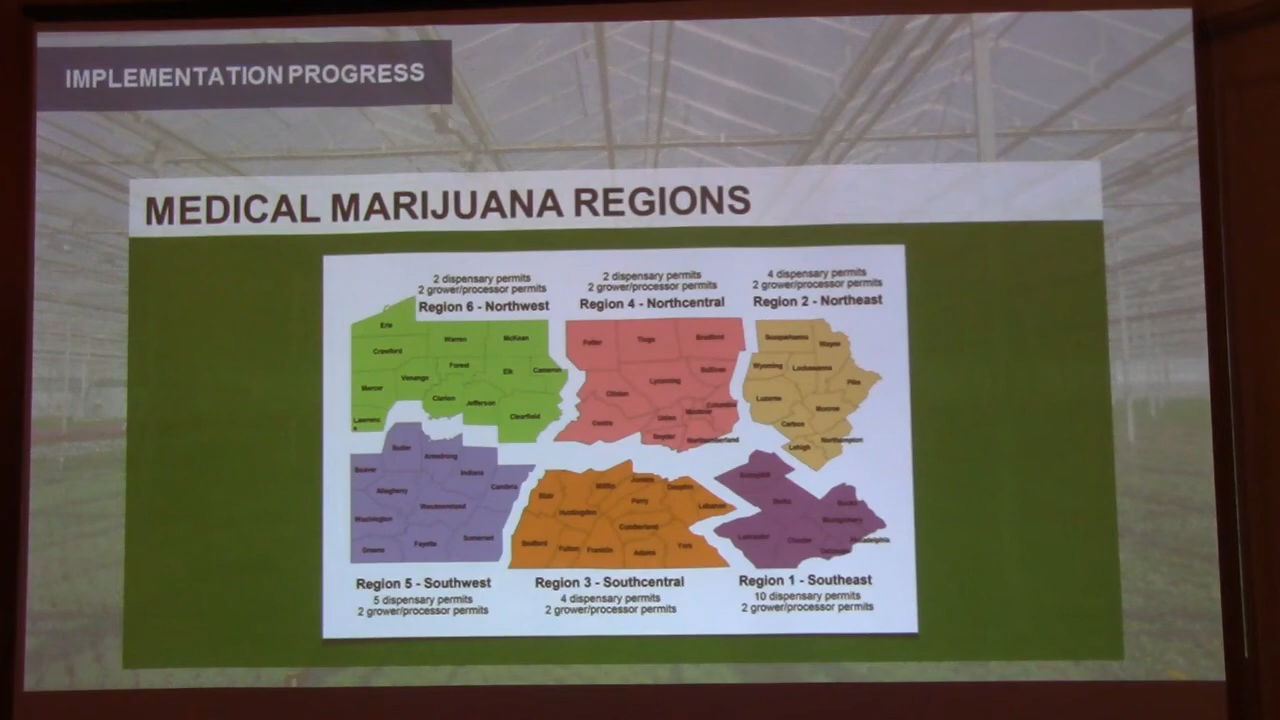 IMPLEMENTATION PROGRESS
MEDICAL MARIJUANA REGIONS
2 dispensary permits
2 grower/processor permits
Region 6 - Northwest
2 dispensary permits
2 grower/processor permits
Region 4 - Northcentral
4 dispensary permits
2 grower/processor permits
Region 2 - Northeast
Erie
Warren
McKean
Crawford
Forest
Elk
Cameron
Mercer
Venango
Clarion
Jefferson
Clearfield
Lawrenc
e
Potter
Tioga
Bradford
Sullivan
Lycoming
Clinton
Columbia
Montour
Union
Centre
Snyder
Northumberland
Susquehanna
Wayne
Wyoming
Lackawanna
Pike
Luzerne
Monroe
Carbon
Lehigh
Northampton
Butler
Armstrong
Beaver
Indiana
Cambria
Allegheny
Westmoreland
Washington
Somerset
Fayette
Greene
Blair
Mifflin
Juniata
Dauphin
Perry
Lebanon
Huntingdon
Cumberland
Bedford
Fulton
Franklin
Adams
York
Schuylkill
Berks
Bucks
Montgomery
Lancaster
Chester
Delaware
Philadelphia
Region 5 - Southwest
5 dispensary permits
2 grower/processor permits
Region 3 - Southcentral
4 dispensary permits
2 grower/processor permits
Region 1 - Southeast
10 dispensary permits
2 grower/processor permits